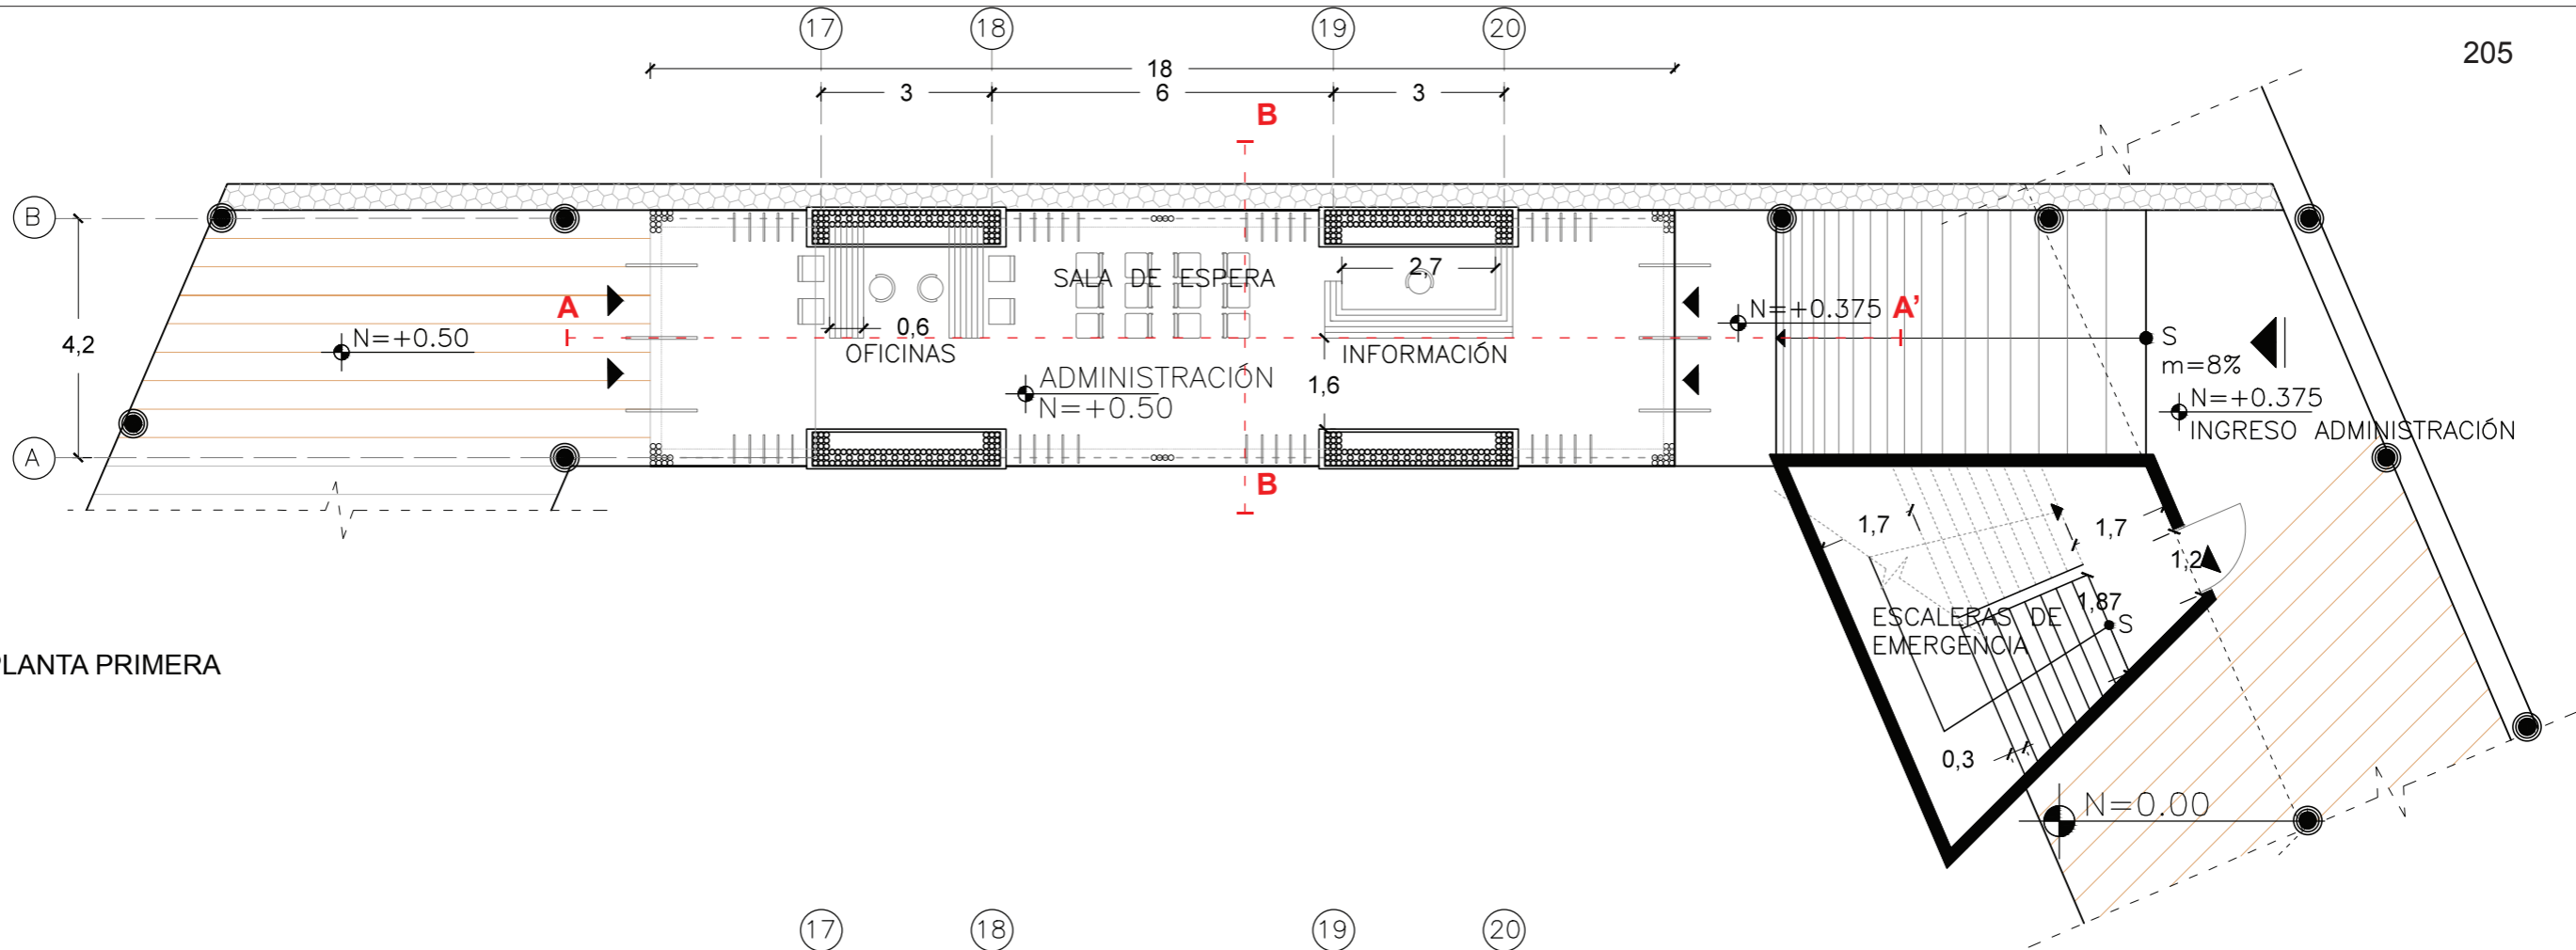 17 18 19 20
205
18
3 6 3
B
B
SALA DE ESPERA
2,7
A
N=+0.375
A'
4,2
N=+0.50
0,6
OFICINAS
INFORMACIÓN
S
m=8%
1,6
ADMINISTRACIÓN
N=+0.50
N=+0.375
INGRESO ADMINISTRACIÓN
A
B
1,7
1,7
1,2
1,87
ESCALERAS DE
EMERGENCIA
S
PLANTA PRIMERA
0,3
N=0.00
17 18 19 20